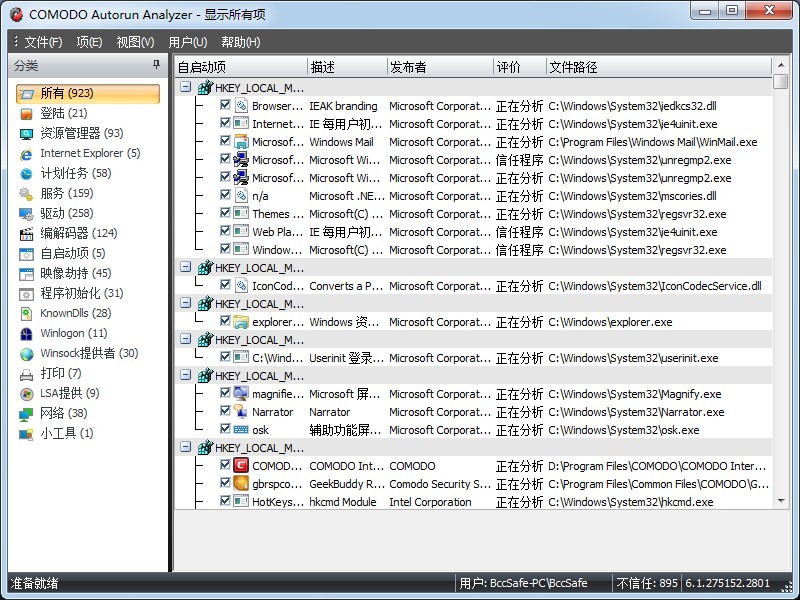 COMODO Autorun Analyzer - 显示所有项
文件(F) 项(E) 视图(V) 用户(U) 帮助(H)
分类
所有 (923)
登陆 (21)
资源管理器 (93)
Internet Explorer (5)
计划任务 (58)
服务 (159)
驱动 (258)
编解码器 (124)
自启动项 (5)
映像劫持 (45)
程序初始化 (31)
KnownDlls (28)
Winlogon (11)
Winsock提供者 (30)
打印 (7)
LSA提供 (9)
网络 (38)
小工具 (1)
自启动项 描述 发布者 评价 文件路径
HKEY_LOCAL_M...
Browser... IEAK branding Microsoft Corporat... 正在分析 C:\Windows\System32\iedkcs32.dll
Internet... IE 每用户初... Microsoft Corporat... 正在分析 C:\Windows\System32\ie4uinit.exe
Microsof... Windows Mail Microsoft Corporat... 正在分析 C:\Program Files\Windows Mail\WinMail.exe
Microsof... Microsoft Wi... Microsoft Corporat... 信任程序 C:\Windows\System32\unregmp2.exe
Microsof... Microsoft Wi... Microsoft Corporat... 信任程序 C:\Windows\System32\unregmp2.exe
n/a Microsoft .NE... Microsoft Corporat... 正在分析 C:\Windows\System32\mscories.dll
Themes ... Microsoft(C) ... Microsoft Corporat... 信任程序 C:\Windows\System32\regsvr32.exe
Web Pla... IE 每用户初... Microsoft Corporat... 信任程序 C:\Windows\System32\ie4uinit.exe
Window... Microsoft(C) ... Microsoft Corporat... 信任程序 C:\Windows\System32\regsvr32.exe
HKEY_LOCAL_M...
IconCod... Converts a P... Microsoft Corporat... 正在分析 C:\Windows\System32\IconCodecService.dll
HKEY_LOCAL_M...
explorer... Windows 资... Microsoft Corporat... 正在分析 C:\Windows\explorer.exe
HKEY_LOCAL_M...
C:\Wind... Userinit 登录... Microsoft Corporat... 正在分析 C:\Windows\System32\userinit.exe
HKEY_LOCAL_M...
magnifie... Microsoft 屏... Microsoft Corporat... 正在分析 C:\Windows\System32\Magnify.exe
Narrator Narrator Microsoft Corporat... 正在分析 C:\Windows\System32\Narrator.exe
osk 辅助功能屏... Microsoft Corporat... 正在分析 C:\Windows\System32\osk.exe
HKEY_LOCAL_M...
COMOD... COMODO Int... COMODO 正在分析 D:\Program Files\COMODO\COMODO Inter...
gbrspco... GeekBuddy R... Comodo Security S... 正在分析 C:\Program Files\Common Files\COMODO\G...
HotKeys... hkcmd Module Intel Corporation 正在分析 C:\Windows\System32\hkcmd.exe
准备就绪 用户: BccSafe-PC\BccSafe 不信任: 895 6.1.275152.2801